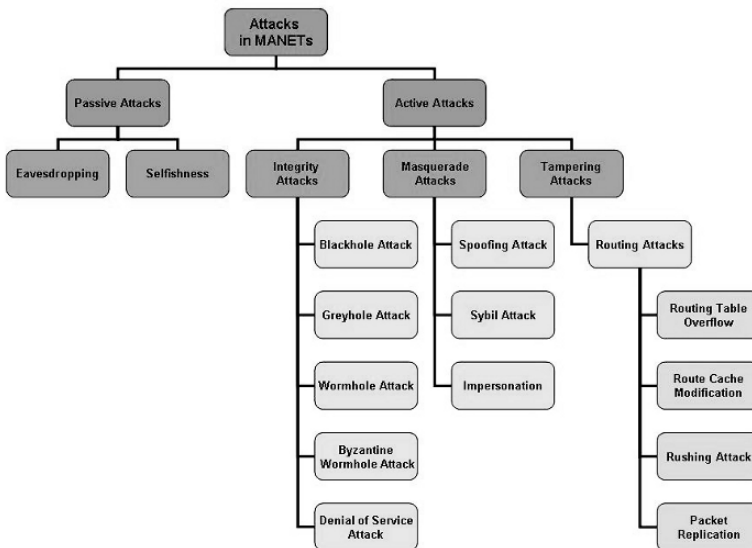 Attacks
in MANETs
Passive Attacks
Active Attacks
Eavesdropping
Selfishness
Integrity
Attacks
Masquerade
Attacks
Tampering
Attacks
Blackhole Attack
Greyhole Attack
Wormhole Attack
Byzantine
Wormhole Attack
Denial of Service
Attack
Spoofing Attack
Sybil Attack
Impersonation
Routing Attacks
Routing Table
Overflow
Route Cache
Modification
Rushing Attack
Packet
Replication